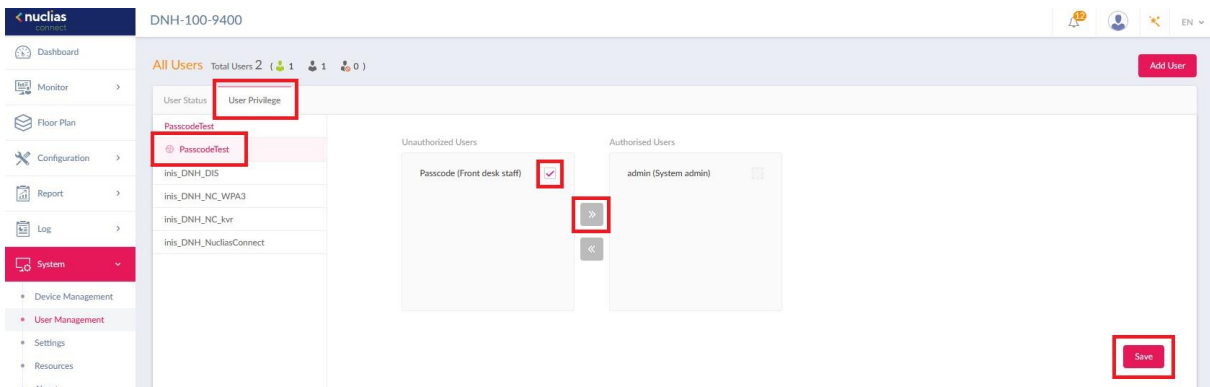 nuclias
connect
DNH-100-9400
12
EN
Dashboard
Monitor
Floor Plan
Configuration
Report
Log
System
Device Management
User Management
Settings
Resources
All Users Total Users 2 ( 1 1 0 )
Add User
User Status User Privilege
PasscodeTest
PasscodeTest
inis_DNH_DIS
inis_DNH_NC_WPA3
inis_DNH_NC_kvr
inis_DNH_NucliasConnect
Unauthorized Users
Passcode (Front desk staff)
Authorised Users
admin (System admin)
Save